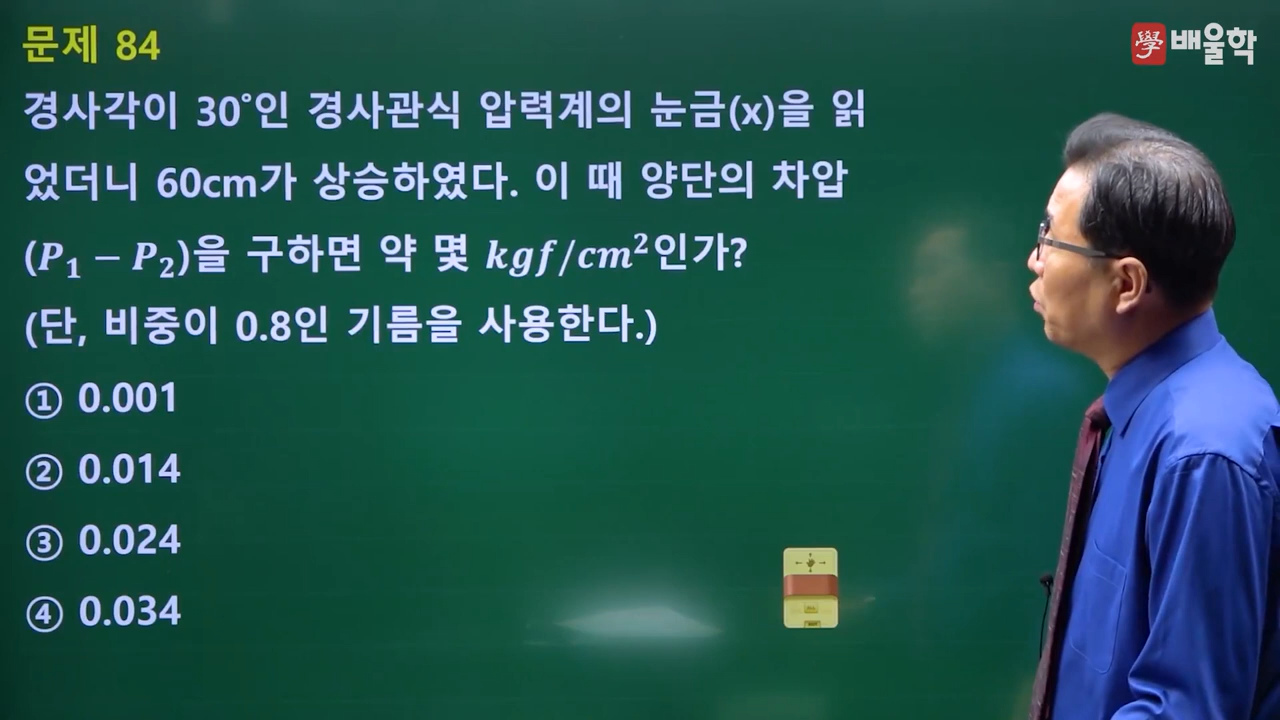 문제 84
學 배울학
경사각이 30°인 경사관식 압력계의 눈금(x)을 읽
었더니 60cm가 상승하였다. 이 때 양단의 차압
(P₁ − P₂)을 구하면 약 몇 kgf/cm²인가?
(단, 비중이 0.8인 기름을 사용한다.)
① 0.001
② 0.014
③ 0.024
④ 0.034